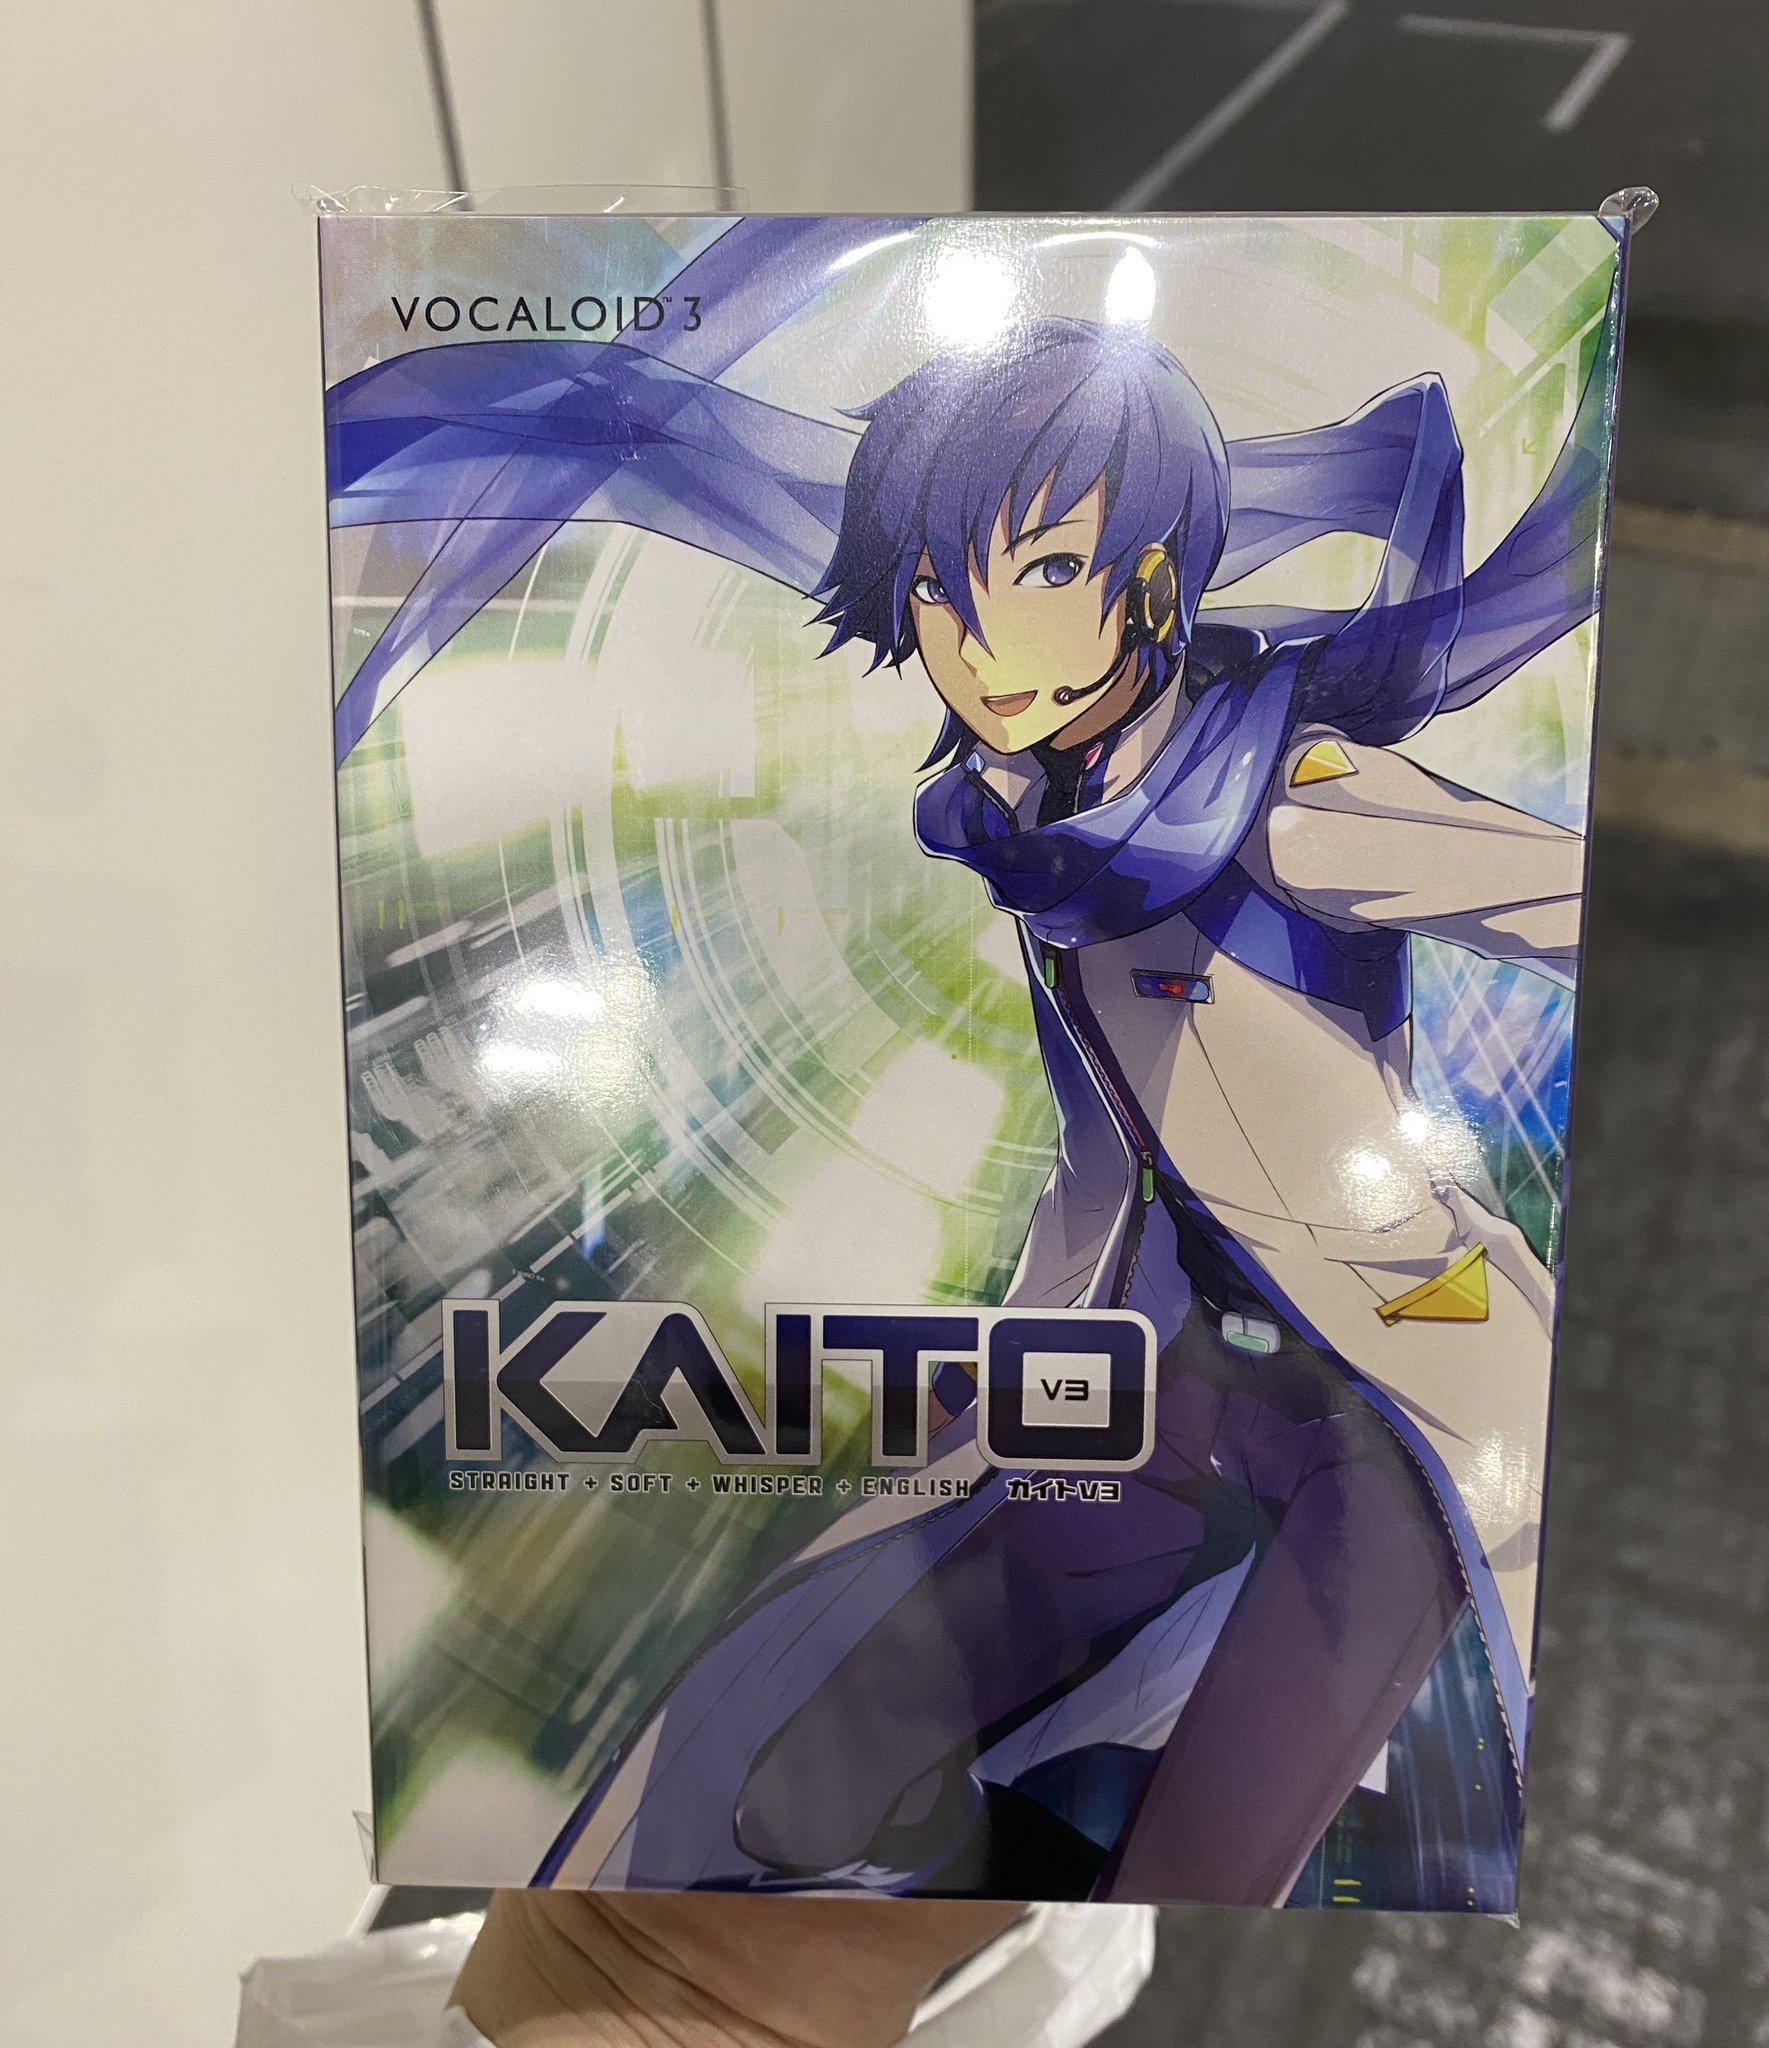 VOCALOID™ 3
KAITO
V3
STRAIGHT + SOFT + WHISPER + ENGLISH カイトV3